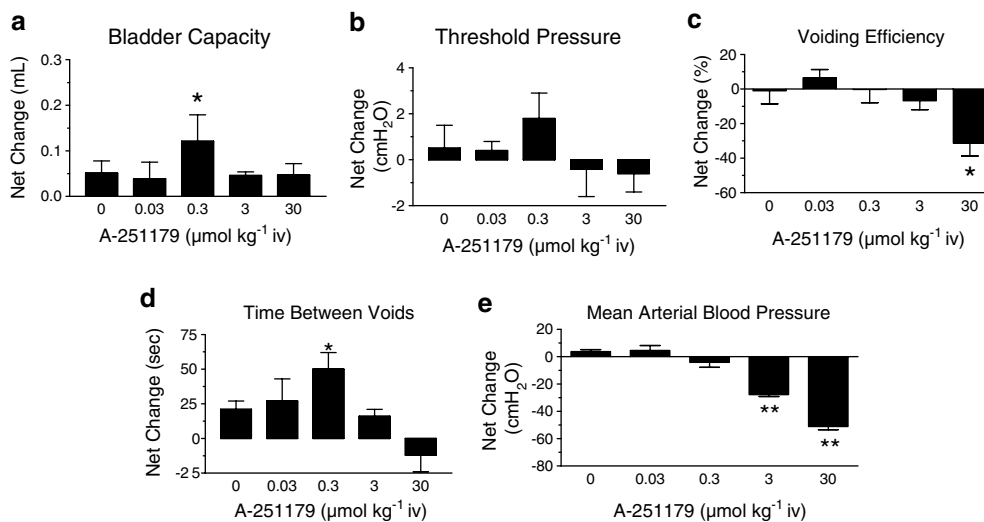 a
Bladder Capacity
Net Change (mL)
0.3
0.2
0.1
0.0
0 0.03 0.3 3 30
*
A-251179 (µmol kg⁻¹ iv)
b
Threshold Pressure
Net Change
(cmH₂O)
4
2
0
-2
0 0.03 0.3 3 30
A-251179 (µmol kg⁻¹ iv)
c
Voiding Efficiency
Net Change (%)
20
0
-20
-40
-60
*
0 0.03 0.3 3 30
A-251179 (µmol kg⁻¹ iv)
d
Time Between Voids
Net Change (sec)
75
50
25
0
-25
*
0 0.03 0.3 3 30
A-251179 (µmol kg⁻¹ iv)
e
Mean Arterial Blood Pressure
Net Change
(cmH₂O)
20
0
-20
-40
-60
-80
** **
0 0.03 0.3 3 30
A-251179 (µmol kg⁻¹ iv)